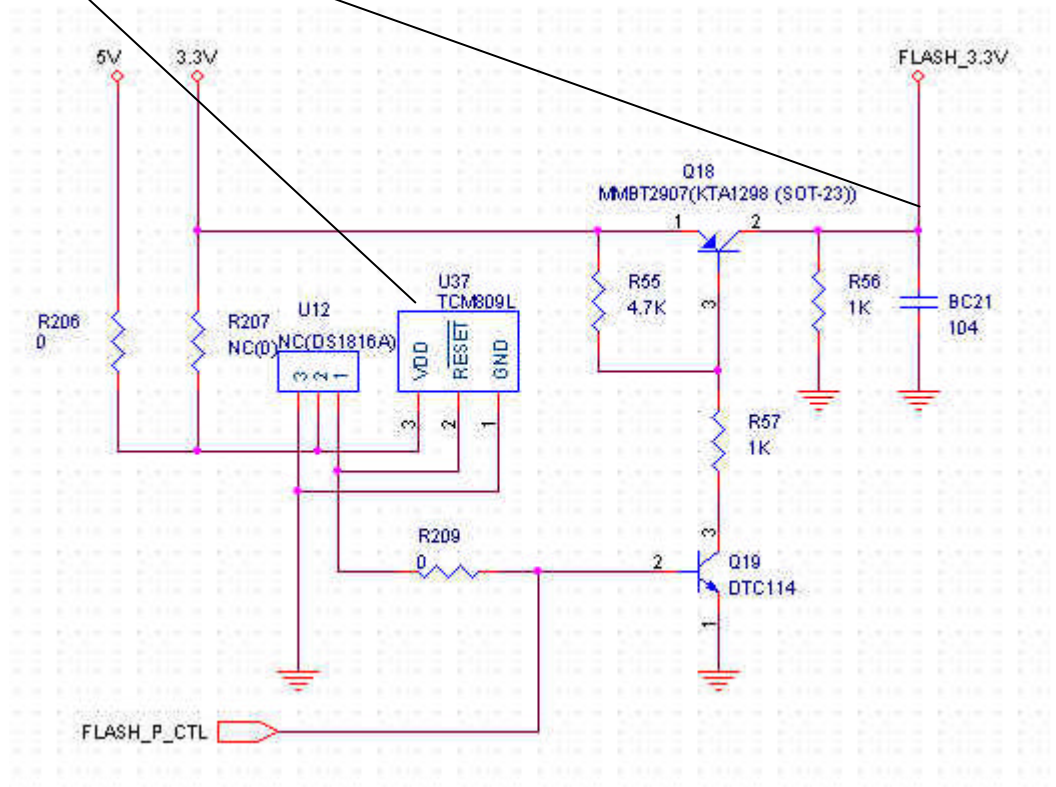 5V
3.3V
FLASH_3.3V
Q18
MMBT2907(KTA1298 (SOT-23))
1
2
3
R55
4.7K
R56
1K
BC21
104
R206
0
R207
NC(0)
U12
NC(DS1816A)
3
2
1
U37
TCM809L
VDD
RESET
GND
3
2
1
R57
1K
R209
0
2
3
Q19
DTC114
1
FLASH_P_CTL